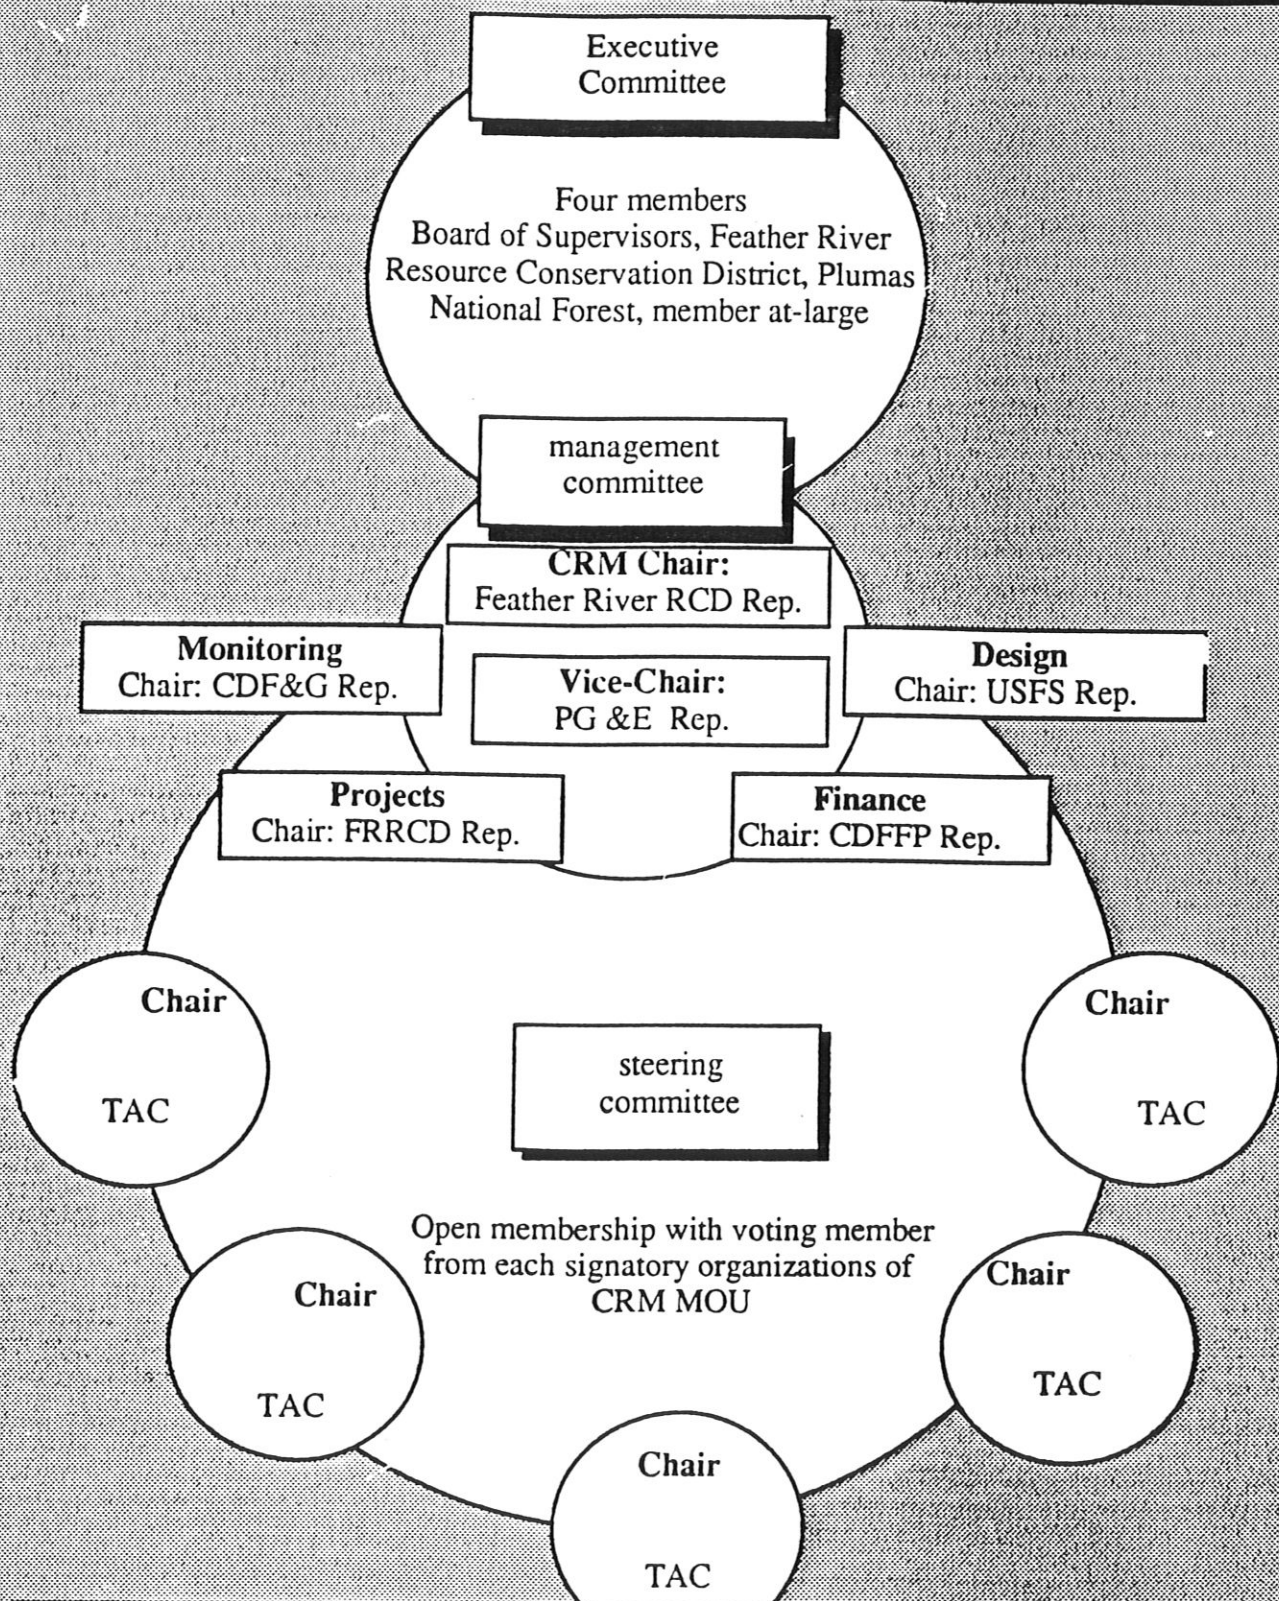 Executive
Committee
Four members
Board of Supervisors, Feather River
Resource Conservation District, Plumas
National Forest, member at-large
management
committee
CRM Chair:
Feather River RCD Rep.
Monitoring
Chair: CDF&G Rep.
Vice-Chair:
PG &E Rep.
Design
Chair: USFS Rep.
Projects
Chair: FRRCD Rep.
Finance
Chair: CDFFP Rep.
Chair
TAC
steering
committee
Chair
TAC
Open membership with voting member
from each signatory organizations of
CRM MOU
Chair
TAC
Chair
TAC
Chair
TAC